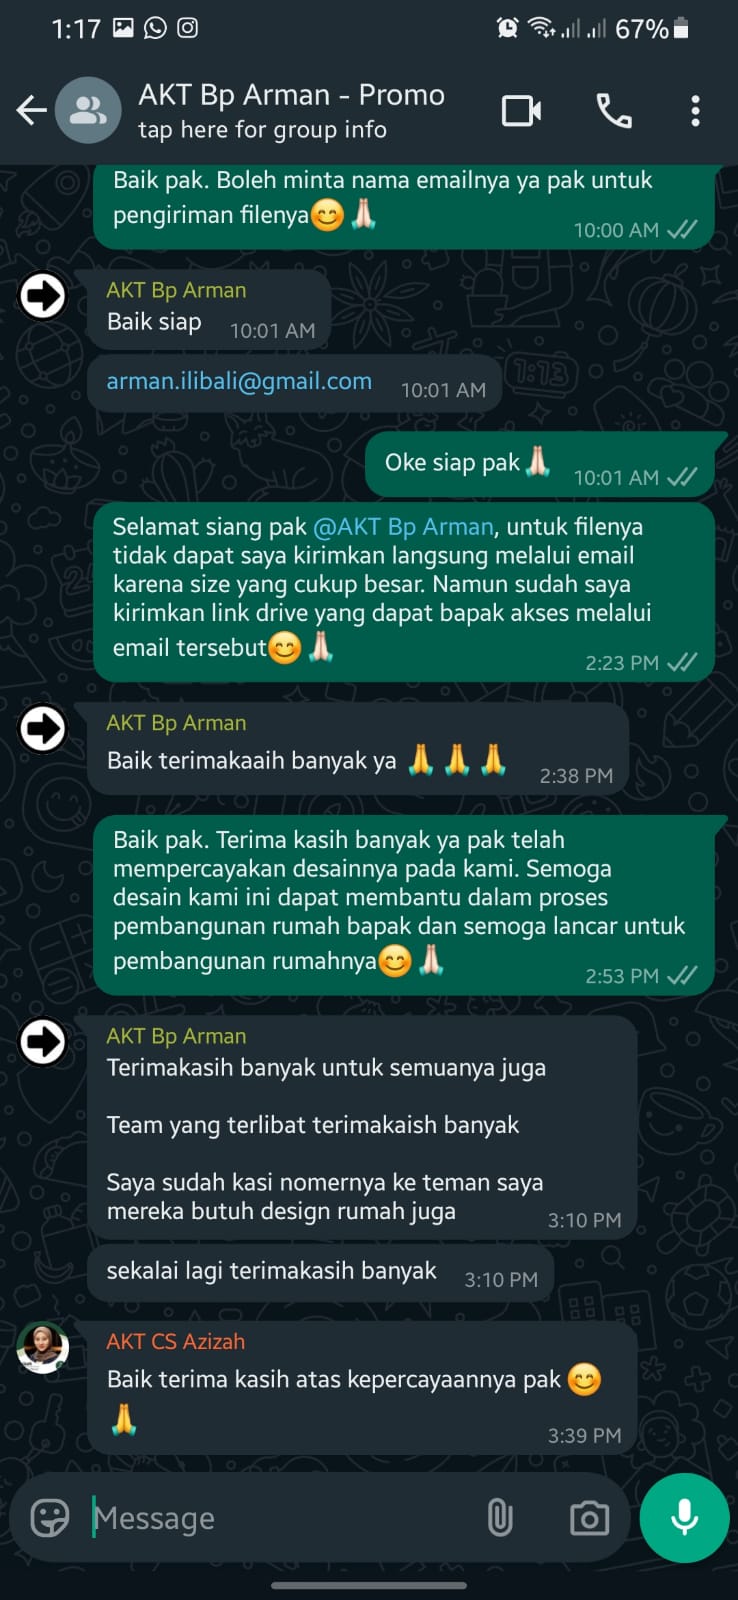 1:17
67%
AKT Bp Arman - Promo
tap here for group info
Baik pak. Boleh minta nama emailnya ya pak untuk
pengiriman filenya😊🙏🏻
10:00 AM
AKT Bp Arman
Baik siap
10:01 AM
arman.ilibali@gmail.com
10:01 AM
Oke siap pak🙏🏻
10:01 AM
Selamat siang pak @AKT Bp Arman, untuk filenya
tidak dapat saya kirimkan langsung melalui email
karena size yang cukup besar. Namun sudah saya
kirimkan link drive yang dapat bapak akses melalui
email tersebut😊🙏🏻
2:23 PM
AKT Bp Arman
Baik terimakaaih banyak ya 🙏 🙏 🙏
2:38 PM
Baik pak. Terima kasih banyak ya pak telah
mempercayakan desainnya pada kami. Semoga
desain kami ini dapat membantu dalam proses
pembangunan rumah bapak dan semoga lancar untuk
pembangunan rumahnya😊🙏🏻
2:53 PM
AKT Bp Arman
Terimakasih banyak untuk semuanya juga
Team yang terlibat terimakaish banyak
Saya sudah kasi nomernya ke teman saya
mereka butuh design rumah juga
3:10 PM
sekalai lagi terimakasih banyak
3:10 PM
AKT CS Azizah
Baik terima kasih atas kepercayaannya pak 😊
🙏
3:39 PM
Message